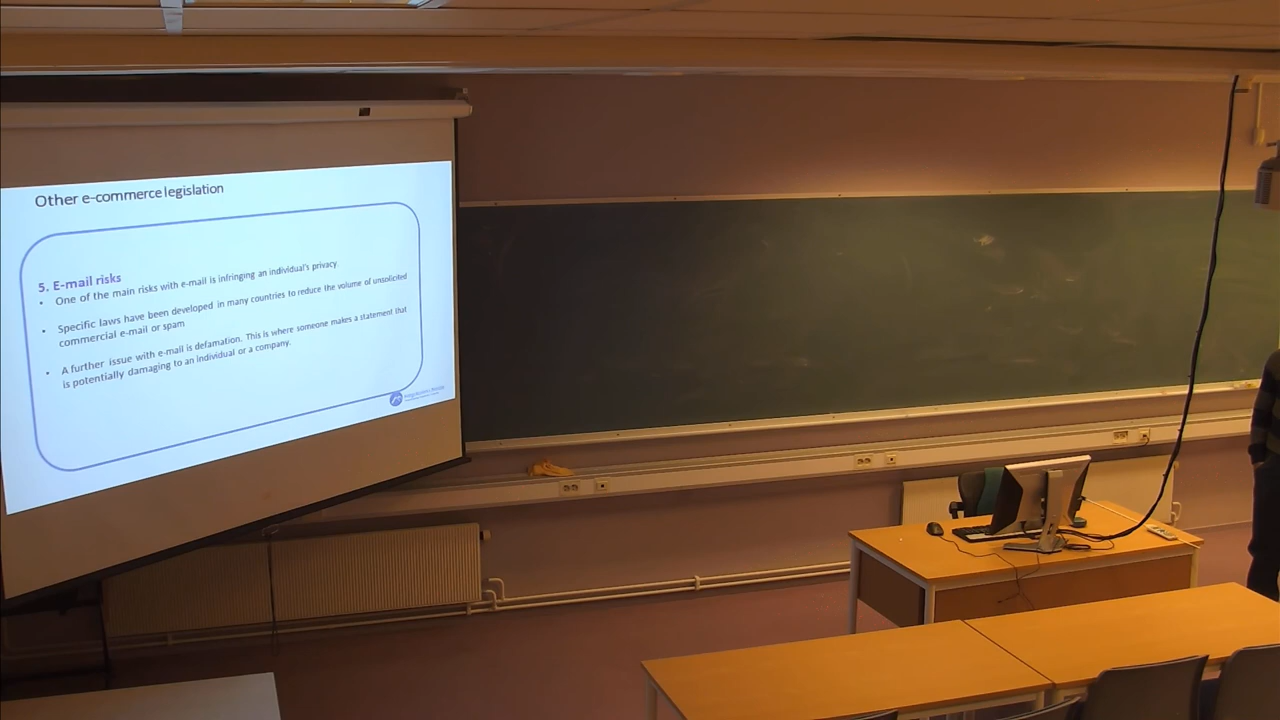 Other e-commerce legislation
5. E-mail risks
• One of the main risks with e-mail is infringing an individual's privacy.
• Specific laws have been developed in many countries to reduce the volume of unsolicited
commercial e-mail or spam
• A further issue with e-mail is defamation. This is where someone makes a statement that
is potentially damaging to an individual or a company.